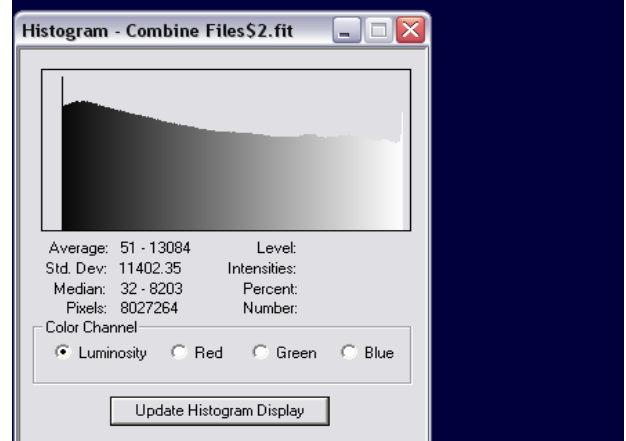 Histogram - Combine Files$2.fit
Average: 51 - 13084 Level:
Std. Dev: 11402.35 Intensities:
Median: 32 - 8203 Percent:
Pixels: 8027264 Number:
Color Channel
Luminosity Red Green Blue
Update Histogram Display